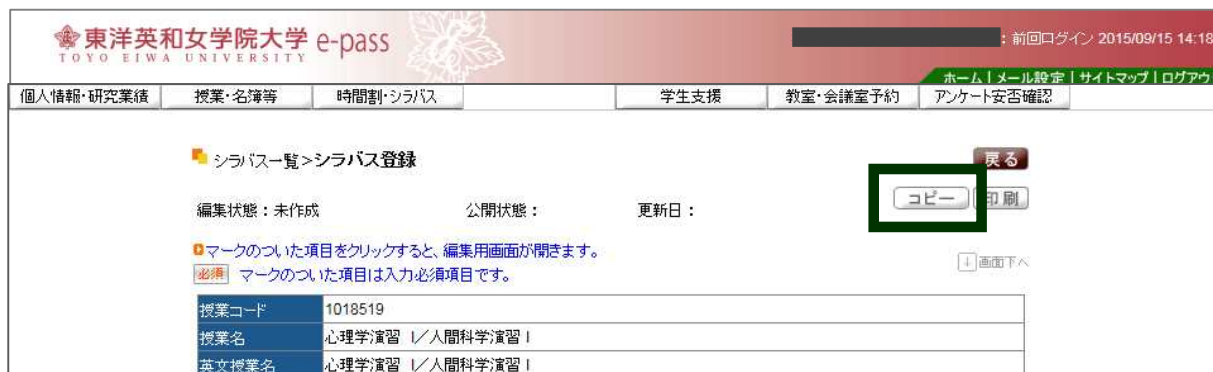 東洋英和女学院大学 e-pass
TOYO EIWA UNIVERSITY
：前回ログイン 2015/09/15 14:18
ホーム | メール設定 | サイトマップ | ログアウ
個人情報・研究業績 授業・名簿等 時間割・シラバス 学生支援 教室・会議室予約 アンケート安否確認
シラバス一覧>シラバス登録 戻る
コピー 印刷
編集状態：未作成 公開状態： 更新日：
マークのついた項目をクリックすると、編集用画面が開きます。
↓画面下へ
必須 マークのついた項目は入力必須項目です。
授業コード 1018519
授業名 心理学演習 I／人間科学演習 I
英文授業名 心理学演習 I／人間科学演習 I